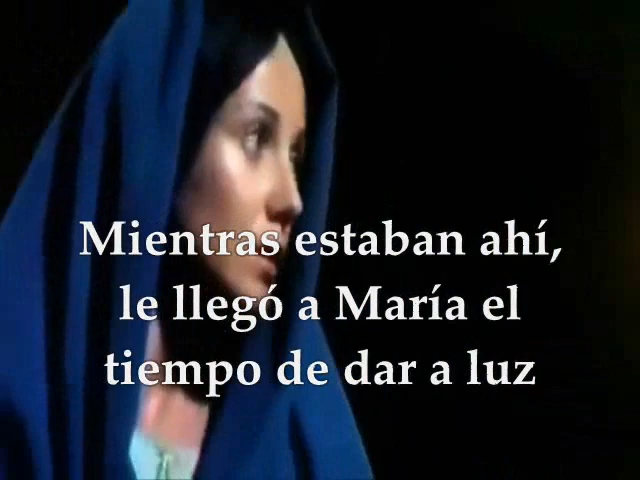 Mientras estaban ahí,
le llegó a María el
tiempo de dar a luz